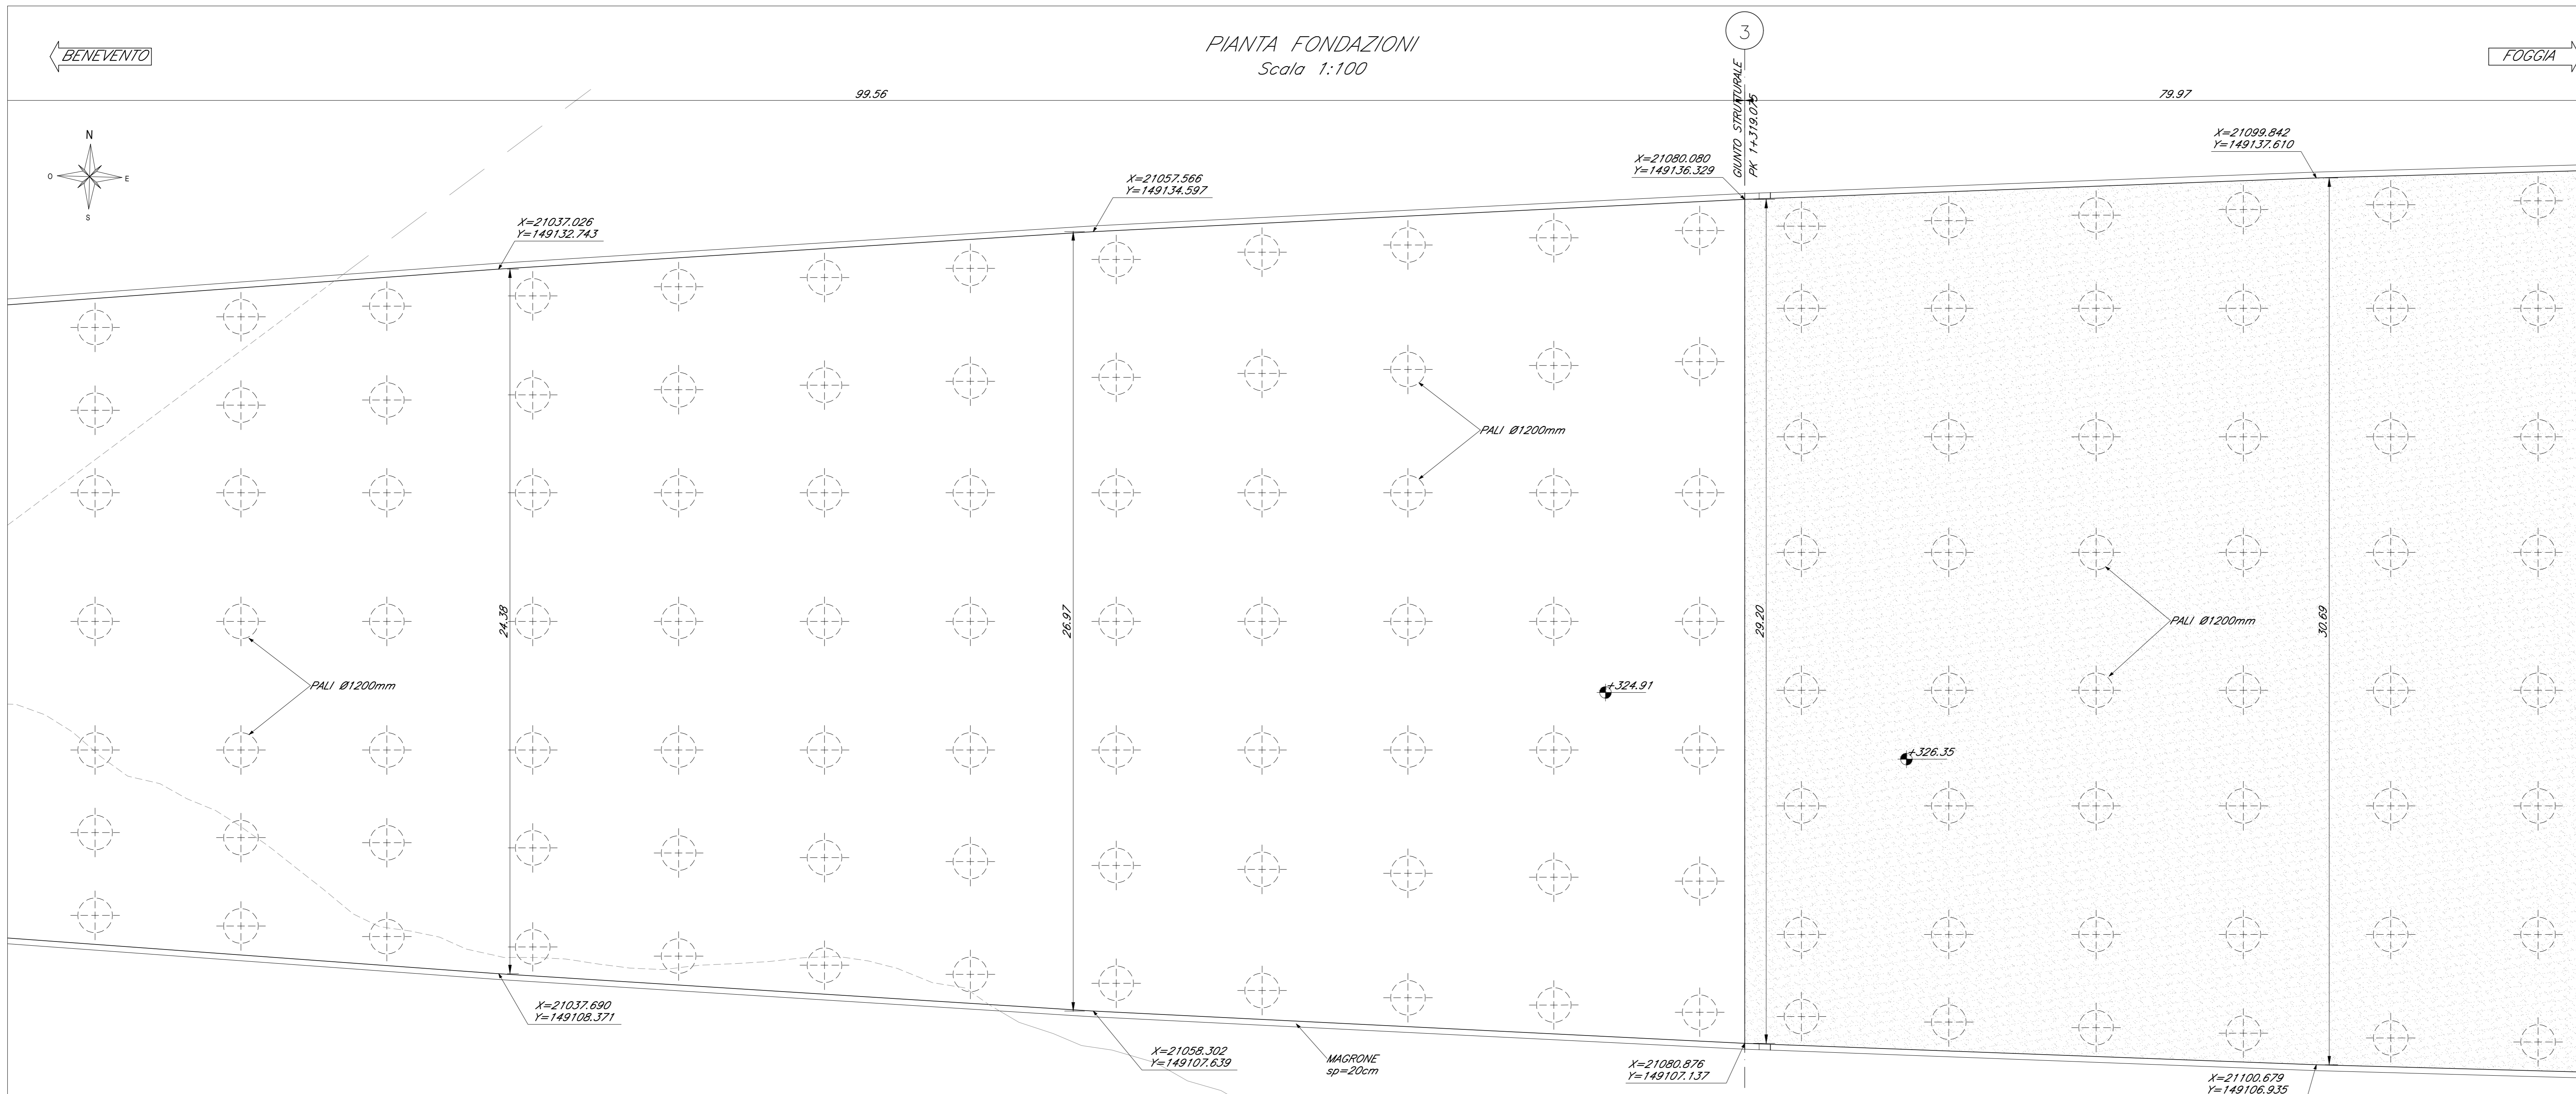 BENEVENTO
PIANTA FONDAZIONI
Scala 1:100
3
FOGGIA
99.56
79.97
GIUNTO STRUTTURALE
PK 1+319.075
N
O
E
S
X=21037.026
Y=149132.743
X=21057.566
Y=149134.597
X=21080.080
Y=149136.329
X=21099.842
Y=149137.610
PALI Ø1200mm
24.38
26.97
29.20
30.69
PALI Ø1200mm
PALI Ø1200mm
+324.91
+326.35
X=21037.690
Y=149108.371
X=21058.302
Y=149107.639
MAGRONE
sp=20cm
X=21080.876
Y=149107.137
X=21100.679
Y=149106.935